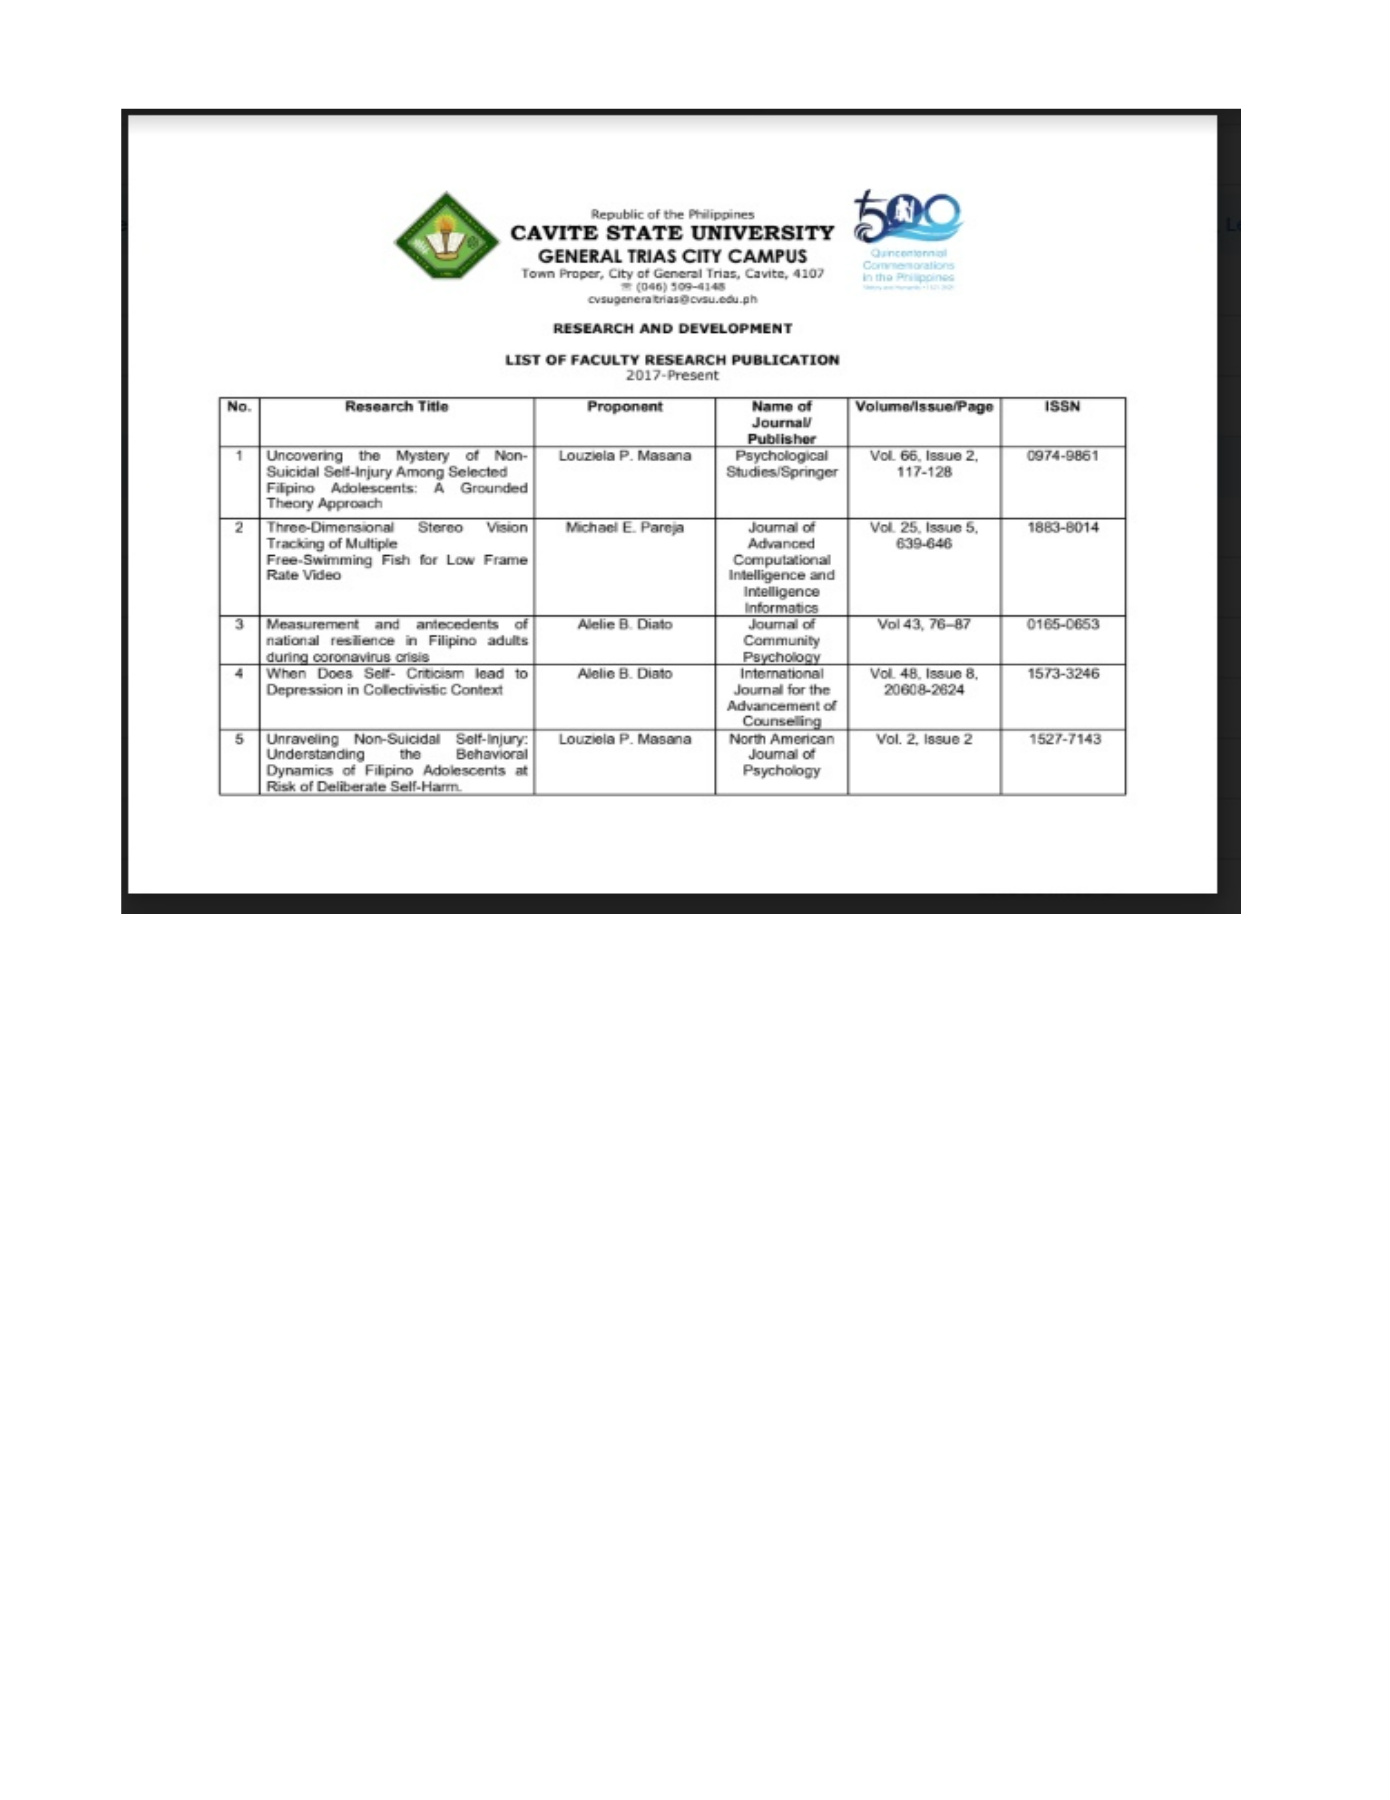 Republic of the Philippines
CAVITE STATE UNIVERSITY
GENERAL TRIAS CITY CAMPUS
Town Proper, City of General Trias, Cavite, 4107
☏ (046) 509-4148
cvsugeneraltrias@cvsu.edu.ph
500
Quincentennial
Commemorations
in the Philippines
RESEARCH AND DEVELOPMENT
LIST OF FACULTY RESEARCH PUBLICATION
2017-Present
No. Research Title Proponent Name of Journal/ Publisher Volume/Issue/Page ISSN
1 Uncovering the Mystery of Non-
Suicidal Self-Injury Among Selected
Filipino Adolescents: A Grounded
Theory Approach
Louziela P. Masana
Psychological
Studies/Springer
Vol. 66, Issue 2,
117-128
0974-9861
2 Three-Dimensional Stereo Vision
Tracking of Multiple
Free-Swimming Fish for Low Frame
Rate Video
Michael E. Pareja
Journal of
Advanced
Computational
Intelligence and
Intelligence
Informatics
Vol. 25, Issue 5,
639-646
1883-8014
3 Measurement and antecedents of
national resilience in Filipino adults
during coronavirus crisis
Alelie B. Diato
Journal of
Community
Psychology
Vol 43, 76–87
0165-0653
4 When Does Self- Criticism lead to
Depression in Collectivistic Context
Alelie B. Diato
International
Journal for the
Advancement of
Counselling
Vol. 48, Issue 8,
20608-2624
1573-3246
5 Unraveling Non-Suicidal Self-Injury:
Understanding the Behavioral
Dynamics of Filipino Adolescents at
Risk of Deliberate Self-Harm.
Louziela P. Masana
North American
Journal of
Psychology
Vol. 2, Issue 2
1527-7143